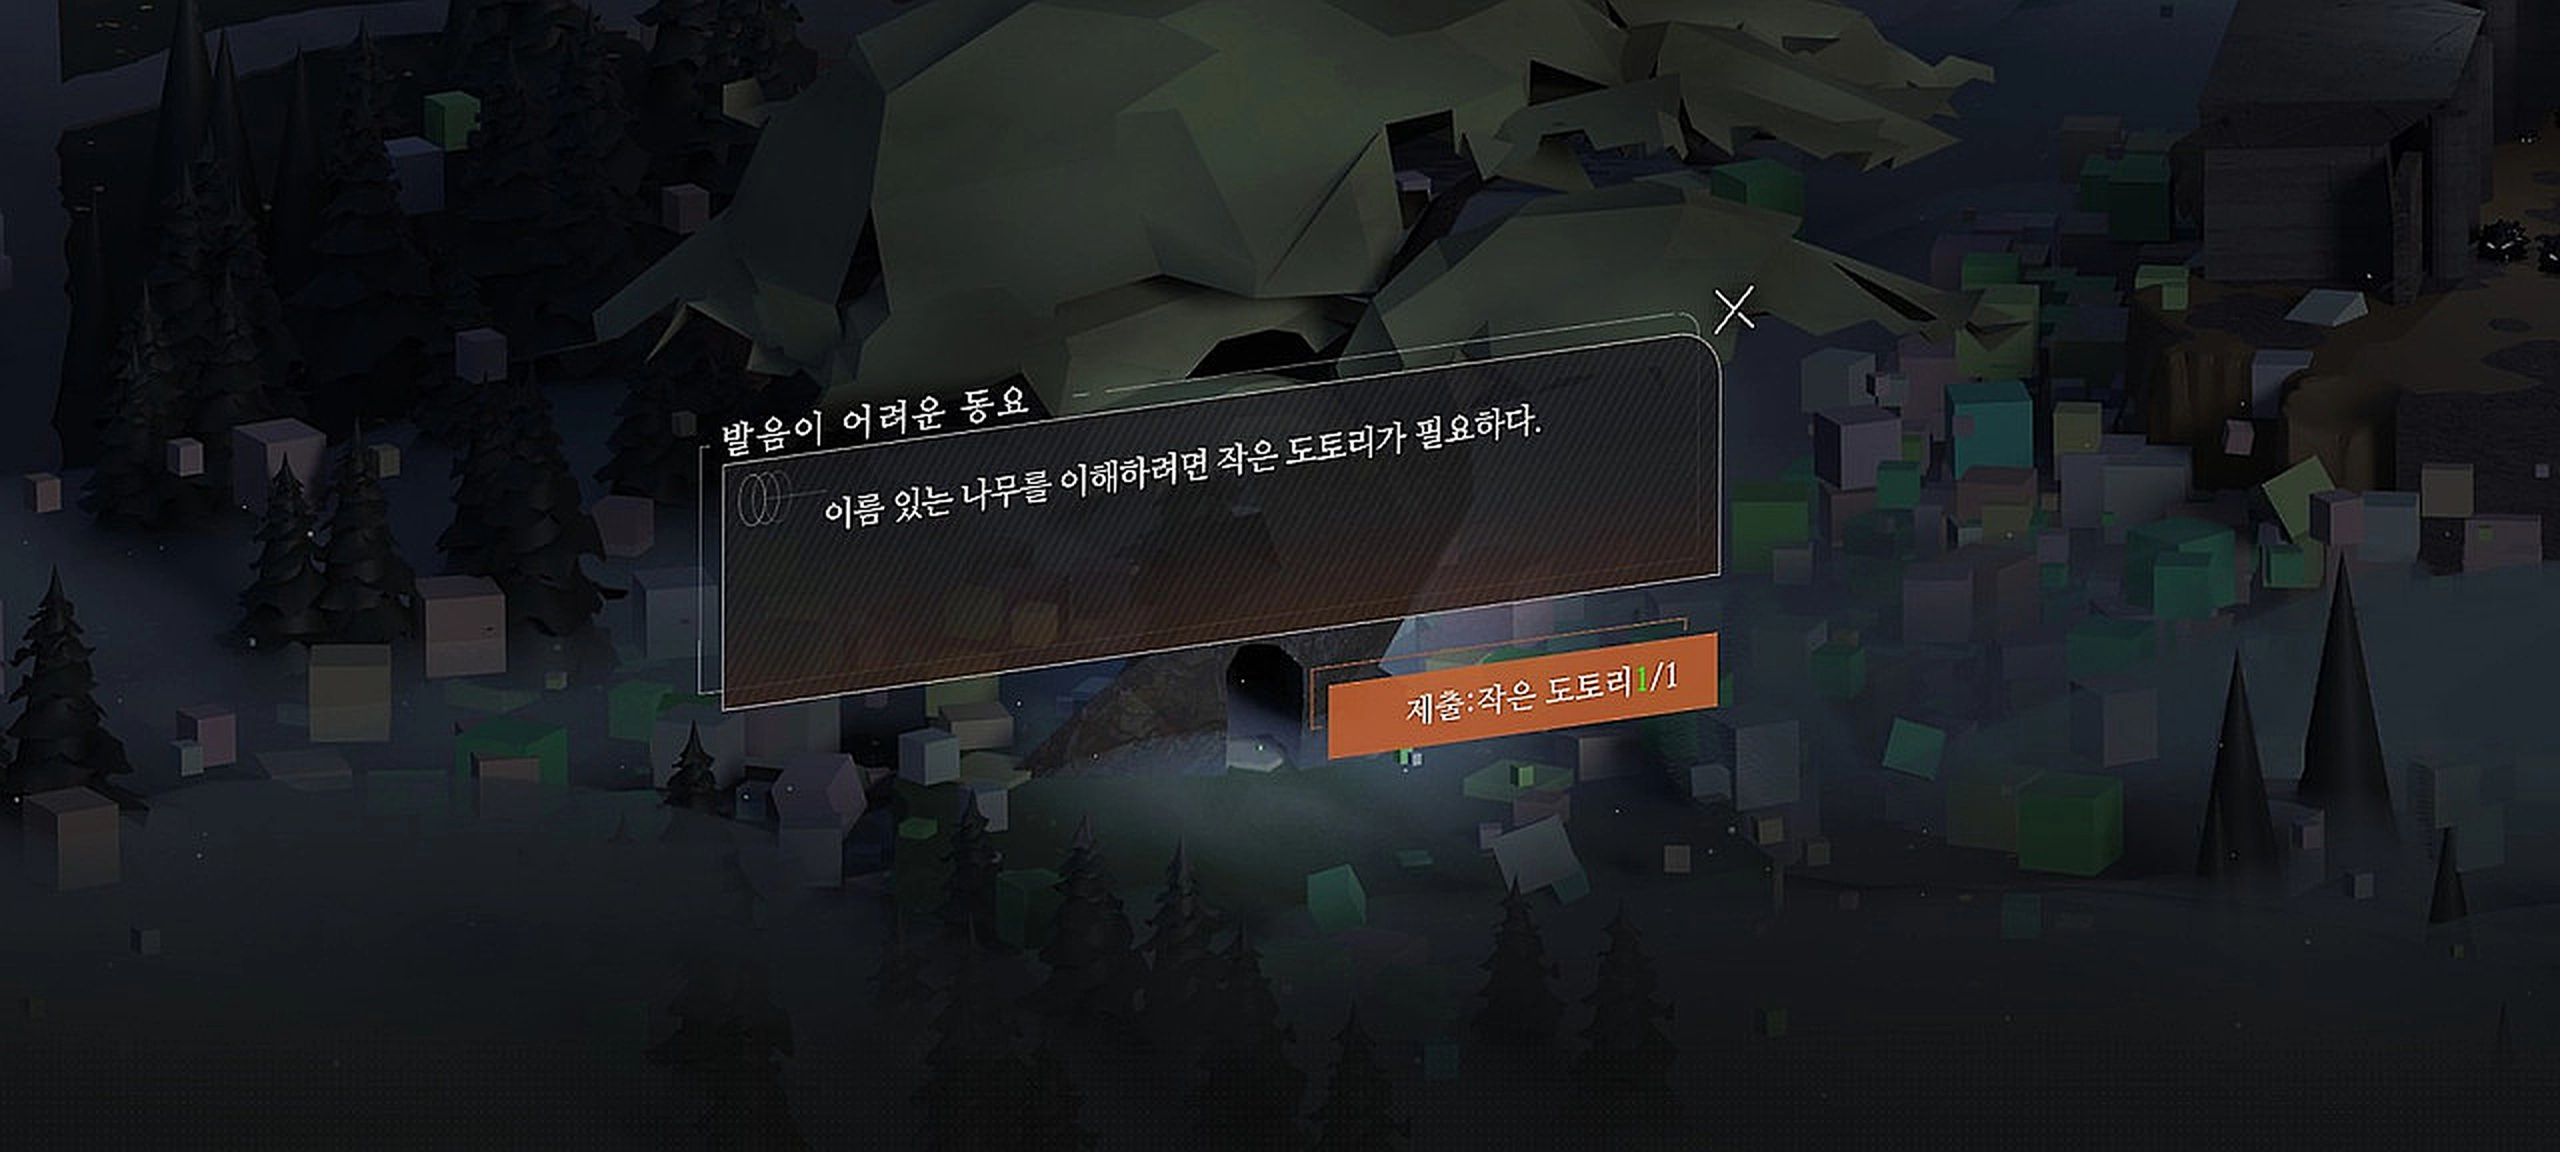 발음이 어려운 동요
이름 있는 나무를 이해하려면 작은 도토리가 필요하다.
제출:작은 도토리1/1